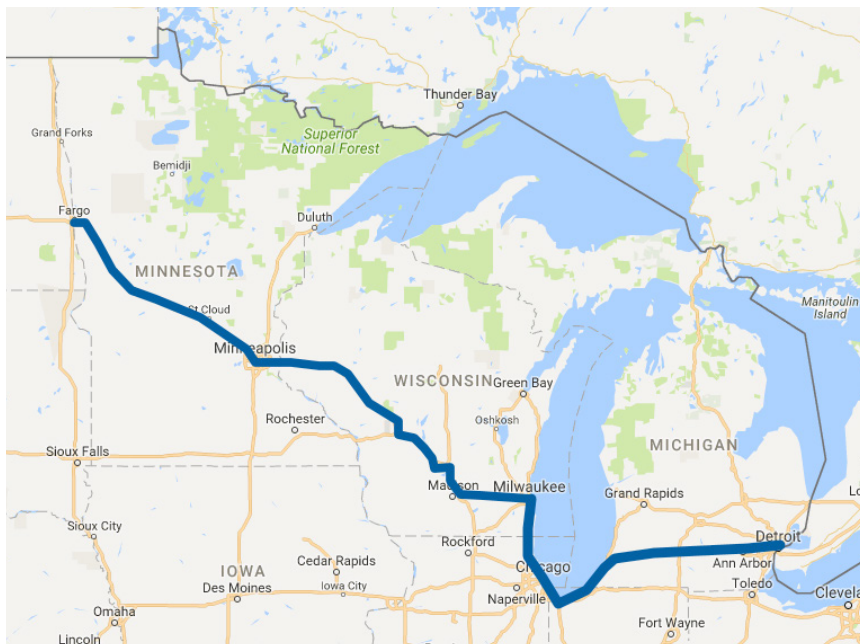 Thunder Bay
Grand Forks
Superior
National Forest
Bemidji
Fargo
Duluth
MINNESOTA
Manitoulin
Island
St Cloud
Minneapolis
WISCONSIN
Green Bay
Rochester
Oshkosh
MICHIGAN
Sioux Falls
Madison
Milwaukee
Grand Rapids
Lo
Sioux City
Rockford
Detroit
Ann Arbor
Cedar Rapids
Chicago
IOWA
Des Moines
Iowa City
Naperville
Toledo
Clevela
Omaha
Fort Wayne
Lincoln